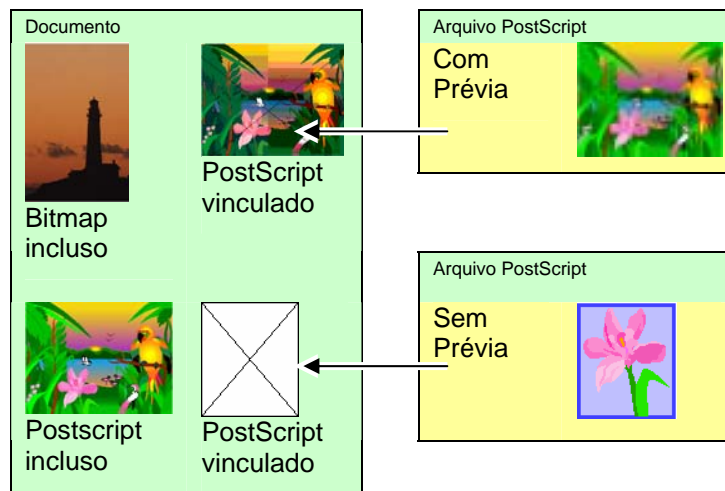 Documento
Bitmap
incluso
PostScript
vinculado
Postscript
incluso
PostScript
vinculado
Arquivo PostScript
Com
Prévia
Arquivo PostScript
Sem
Prévia